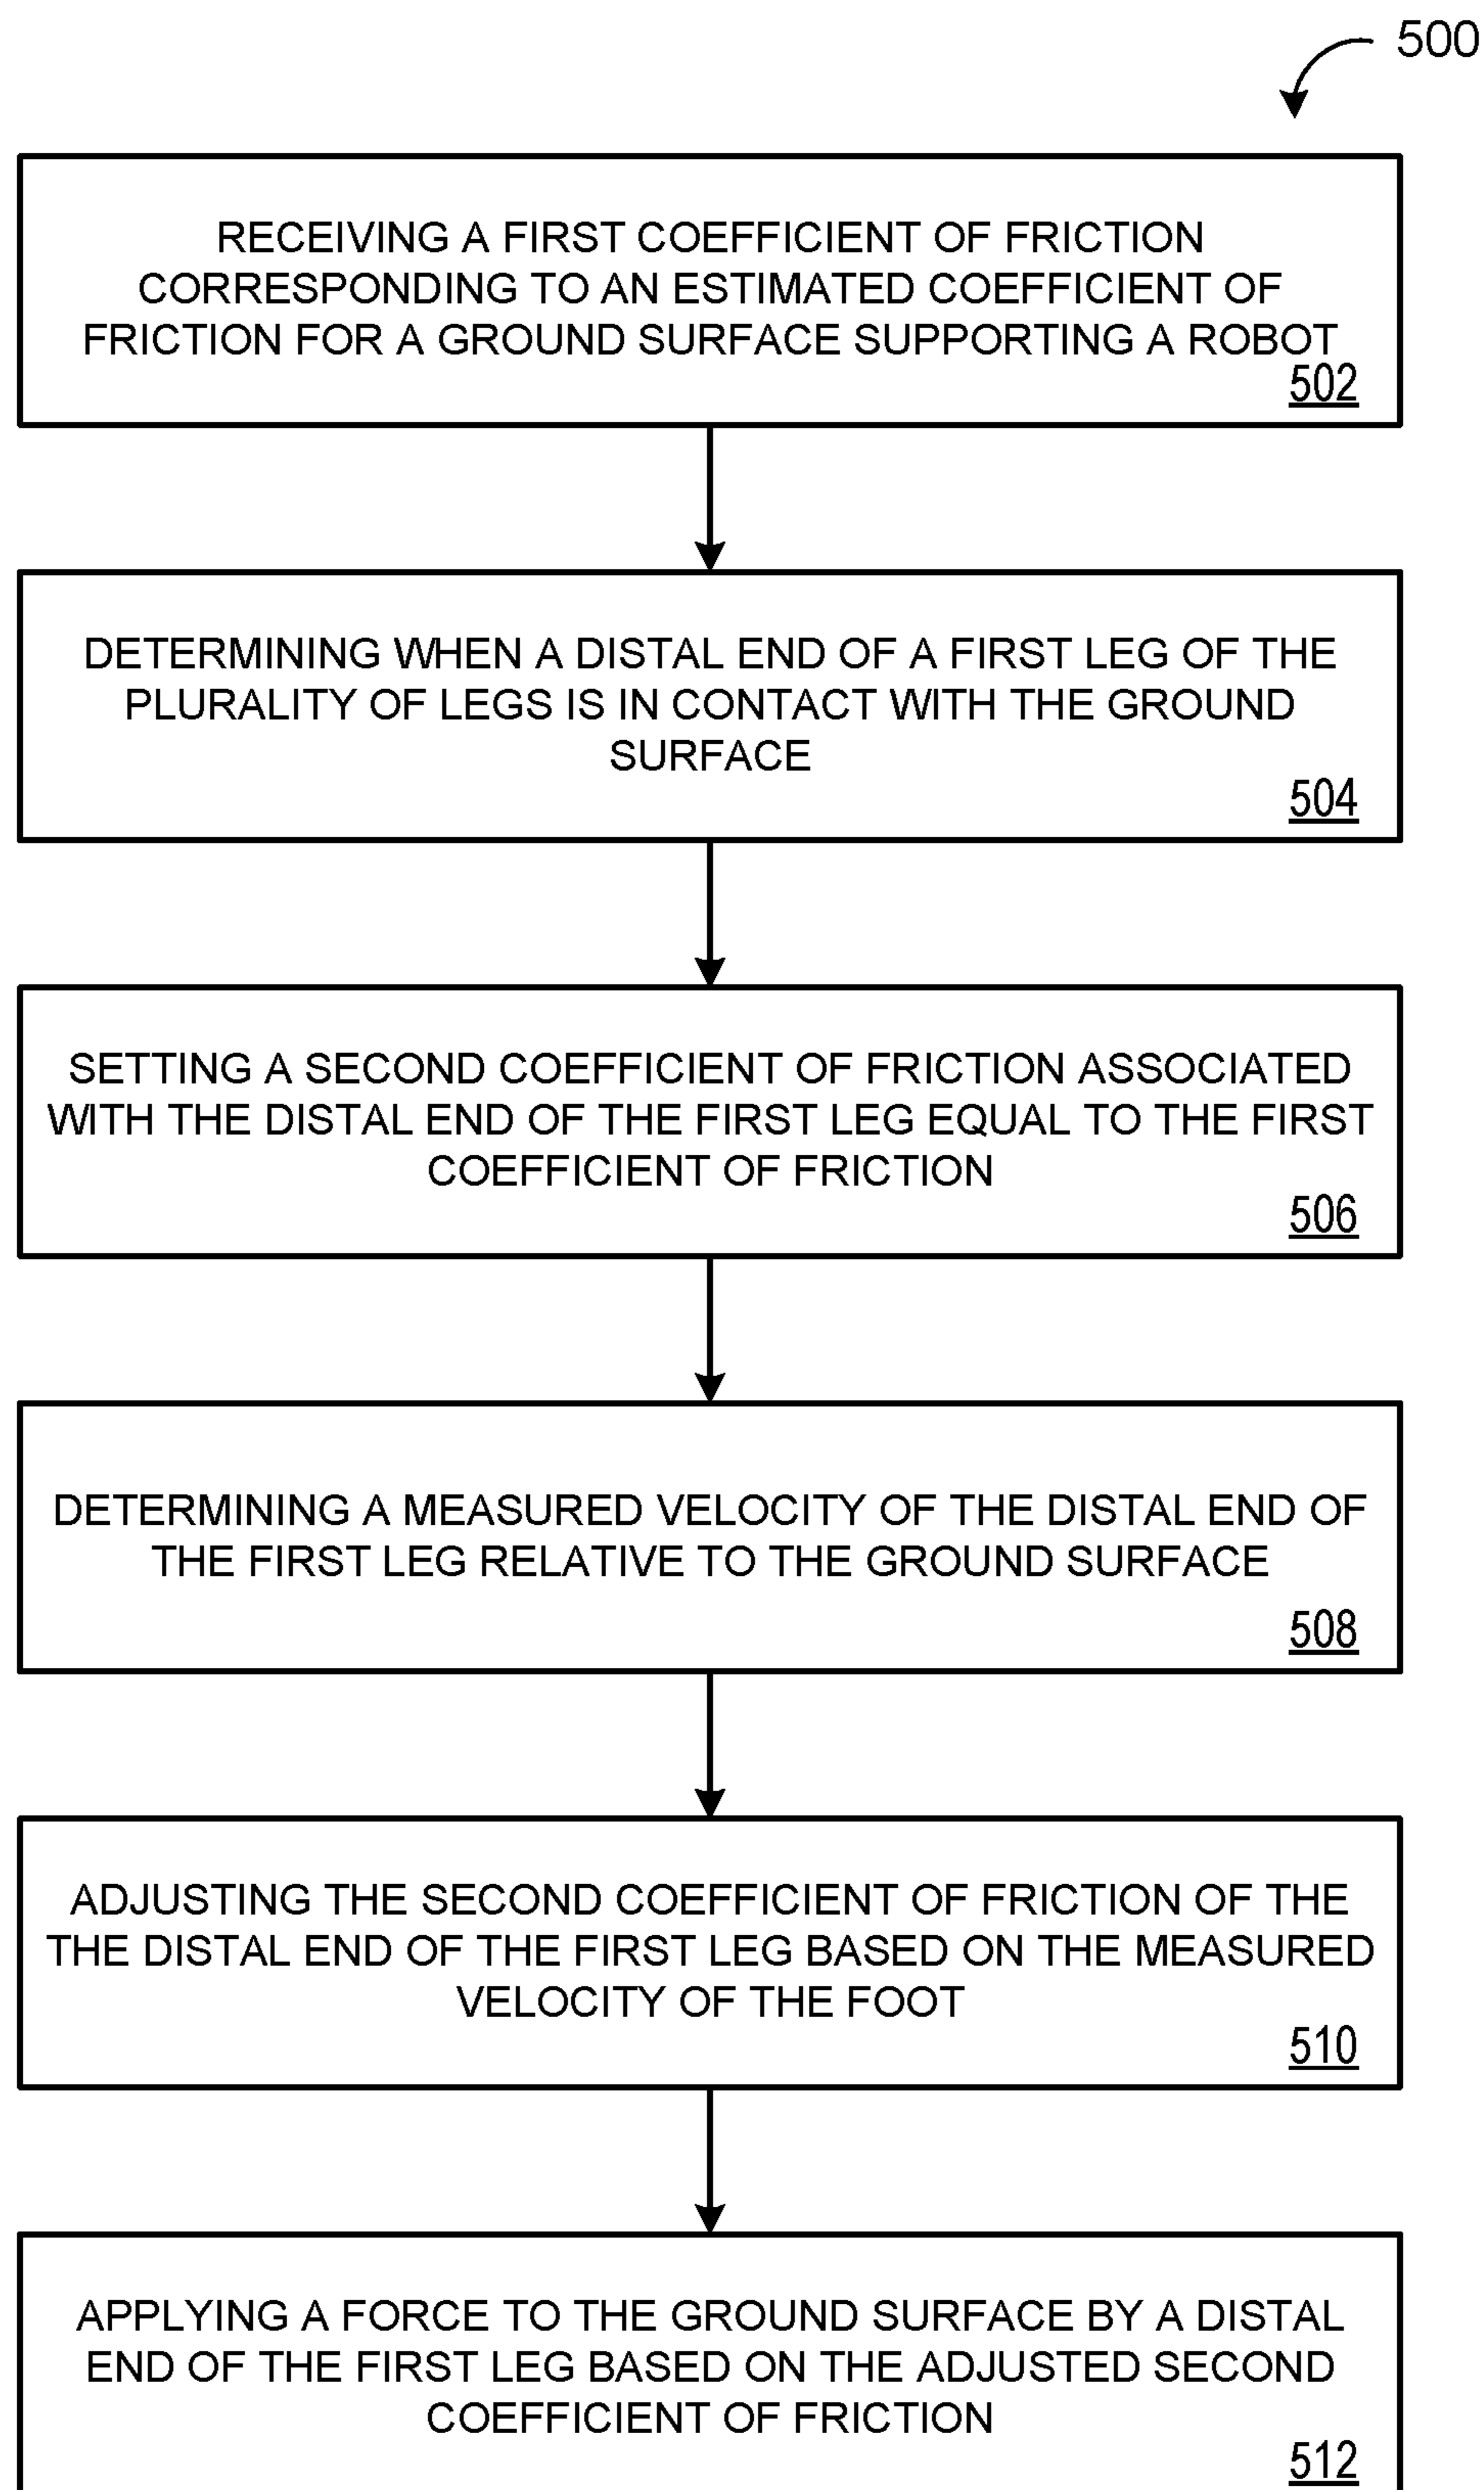 500
RECEIVING A FIRST COEFFICIENT OF FRICTION
CORRESPONDING TO AN ESTIMATED COEFFICIENT OF
FRICTION FOR A GROUND SURFACE SUPPORTING A ROBOT
502
DETERMINING WHEN A DISTAL END OF A FIRST LEG OF THE
PLURALITY OF LEGS IS IN CONTACT WITH THE GROUND
SURFACE
504
SETTING A SECOND COEFFICIENT OF FRICTION ASSOCIATED
WITH THE DISTAL END OF THE FIRST LEG EQUAL TO THE FIRST
COEFFICIENT OF FRICTION
506
DETERMINING A MEASURED VELOCITY OF THE DISTAL END OF
THE FIRST LEG RELATIVE TO THE GROUND SURFACE
508
ADJUSTING THE SECOND COEFFICIENT OF FRICTION OF THE
THE DISTAL END OF THE FIRST LEG BASED ON THE MEASURED
VELOCITY OF THE FOOT
510
APPLYING A FORCE TO THE GROUND SURFACE BY A DISTAL
END OF THE FIRST LEG BASED ON THE ADJUSTED SECOND
COEFFICIENT OF FRICTION
512